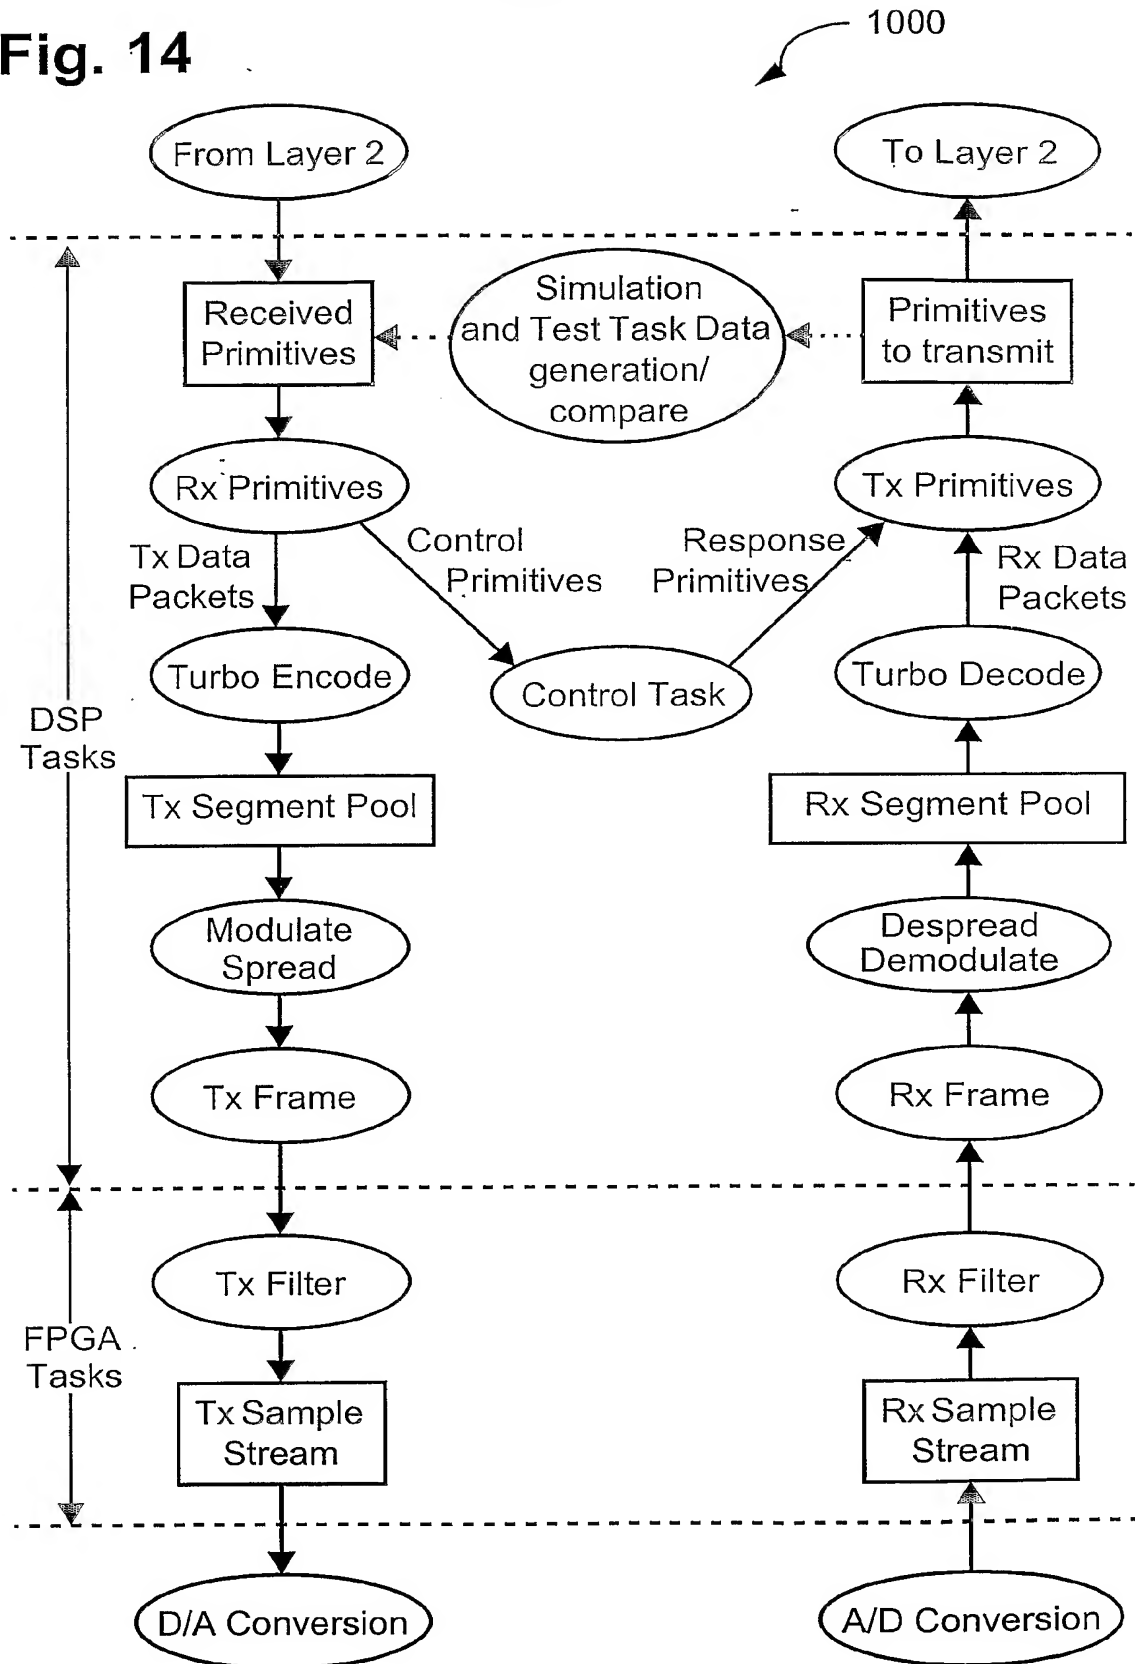 Fig. 14
1000
From Layer 2
To Layer 2
Received
Primitives
Simulation
and Test Task Data
generation/
compare
Primitives
to transmit
Rx Primitives
Tx Primitives
Tx Data
Packets
Control
Primitives
Response
Primitives
Rx Data
Packets
Turbo Encode
Control Task
Turbo Decode
DSP
Tasks
Tx Segment Pool
Rx Segment Pool
Modulate
Spread
Despread
Demodulate
Tx Frame
Rx Frame
Tx Filter
Rx Filter
FPGA
Tasks
Tx Sample
Stream
Rx Sample
Stream
D/A Conversion
A/D Conversion